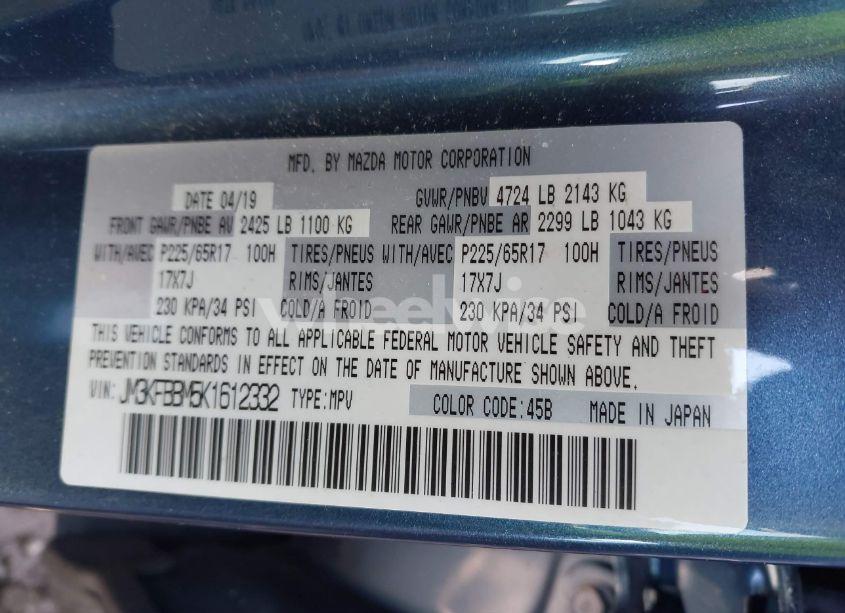 MFD. BY MAZDA MOTOR CORPORATION
DATE 04/19 GVWR/PNBV 4724 LB 2143 KG
FRONT GAWR/PNBE AV 2425 LB 1100 KG REAR GAWR/PNBE AR 2299 LB 1043 KG
WITH/AVEC P225/65R17 100H TIRES/PNEUS WITH/AVEC P225/65R17 100H TIRES/PNEUS
17X7J RIMS/JANTES 17X7J RIMS/JANTES
230 KPA/34 PSI COLD/A FROID 230 KPA/34 PSI COLD/A FROID
wheelwise
THIS VEHICLE CONFORMS TO ALL APPLICABLE FEDERAL MOTOR VEHICLE SAFETY AND THEFT
PREVENTION STANDARDS IN EFFECT ON THE DATE OF MANUFACTURE SHOWN ABOVE.
VIN: JM3KFBBM5K1612332 TYPE:MPV COLOR CODE:45B MADE IN JAPAN